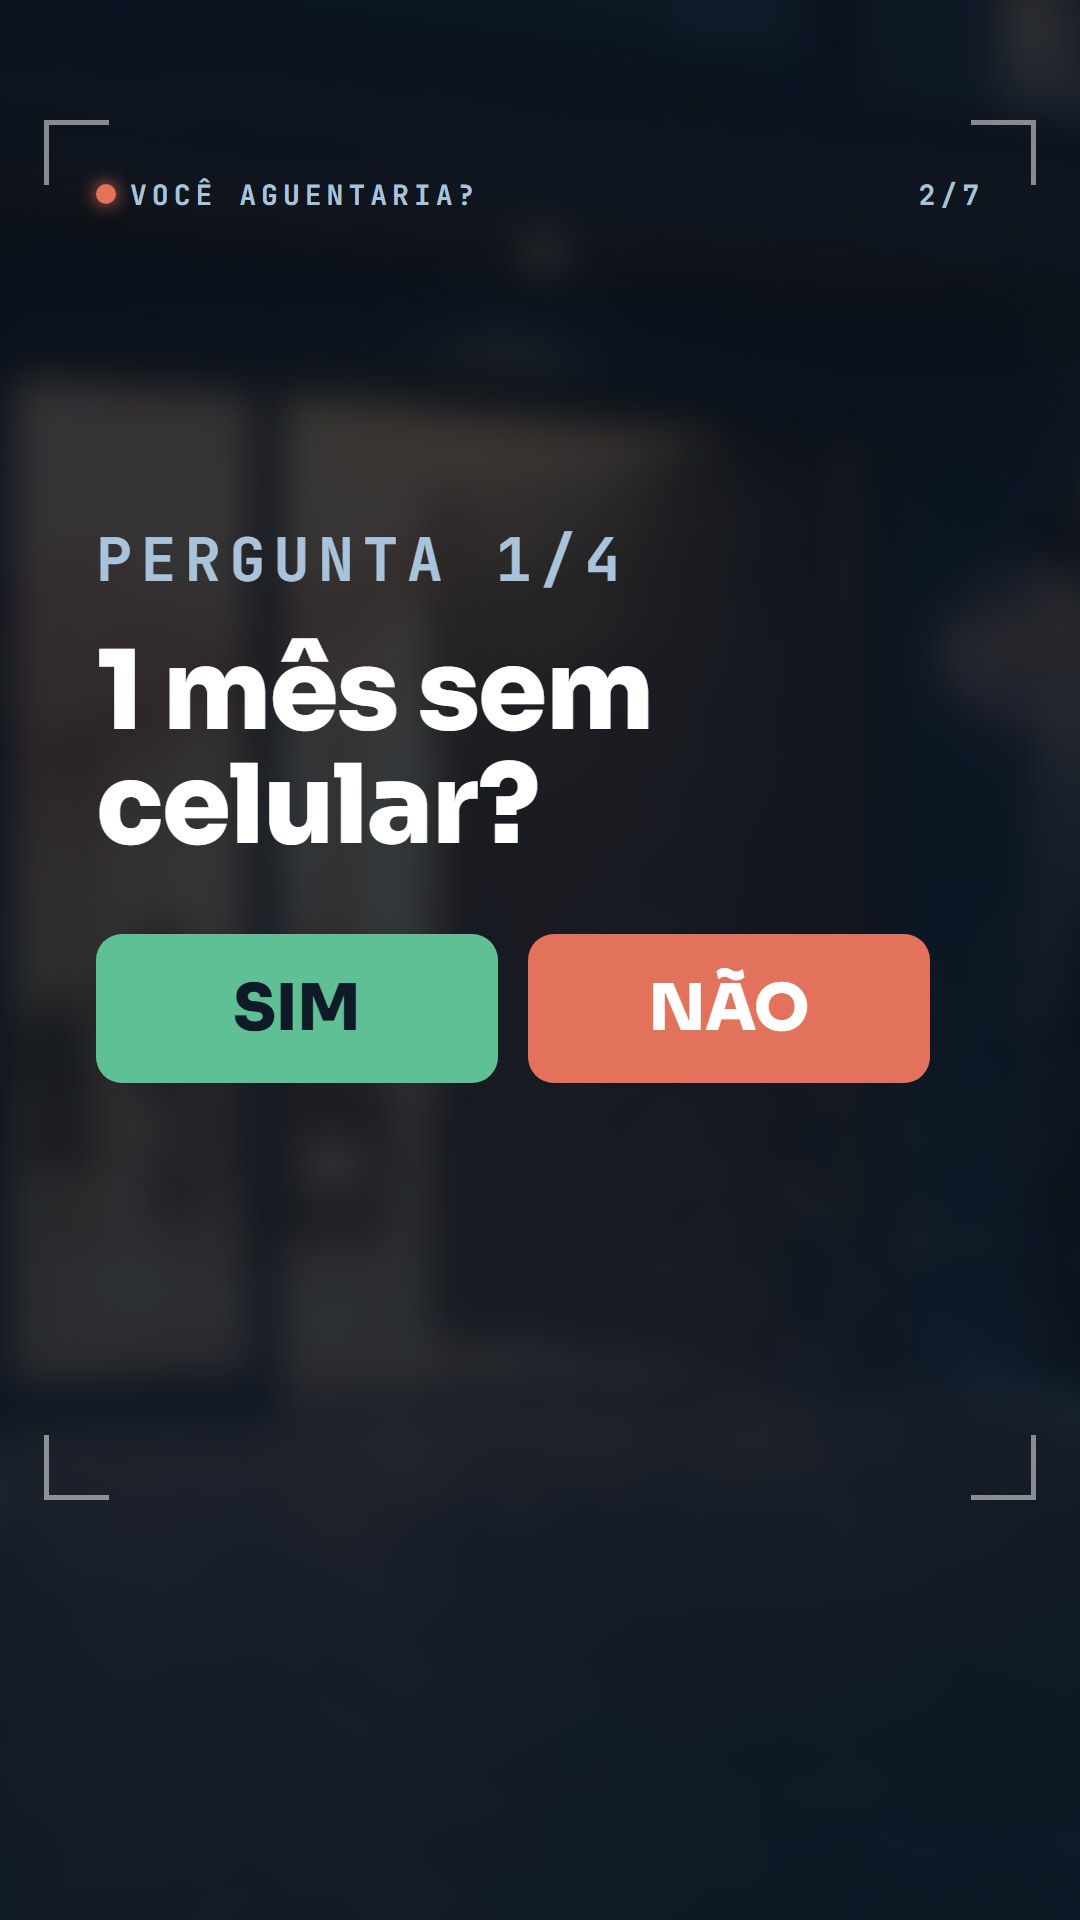 VOCÊ AGUENTARIA? 2/7
PERGUNTA 1/4
1 mês sem
celular?
SIM NÃO